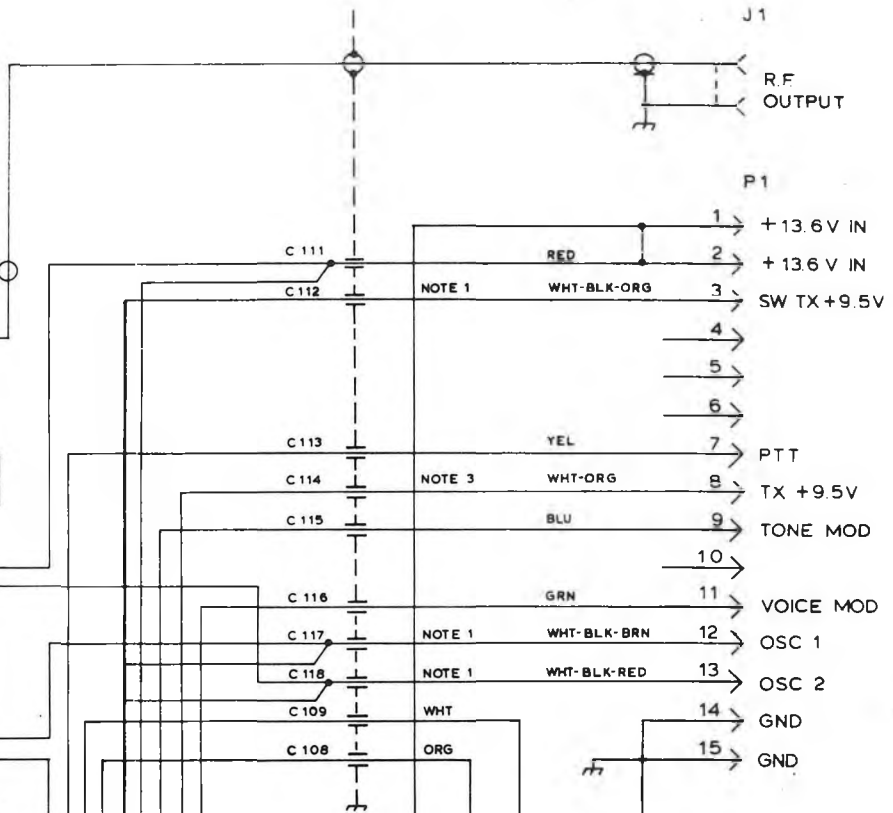 J1
R.F.
OUTPUT
P1
1 +13.6V IN
C 111 RED 2 +13.6 V IN
C 112 NOTE 1 WHT-BLK-ORG 3 SW TX +9.5V
4
5
6
C 113 YEL 7 PTT
C 114 NOTE 3 WHT-ORG 8 TX +9.5V
C 115 BLU 9 TONE MOD
10
C 116 GRN 11 VOICE MOD
C 117 NOTE 1 WHT-BLK-BRN 12 OSC 1
C 118 NOTE 1 WHT-BLK-RED 13 OSC 2
C 109 WHT 14 GND
C 108 ORG 15 GND